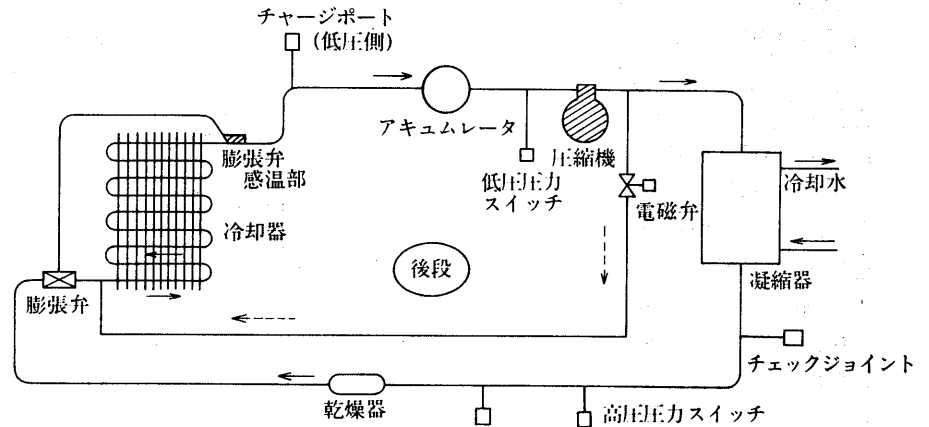 チャージポート
(低圧側)
アキュムレータ
膨張弁
感温部
圧縮機
低圧圧力
スイッチ
電磁弁
冷却水
冷却器
後段
膨張弁
凝縮器
チェックジョイント
乾燥器
高圧圧力スイッチ